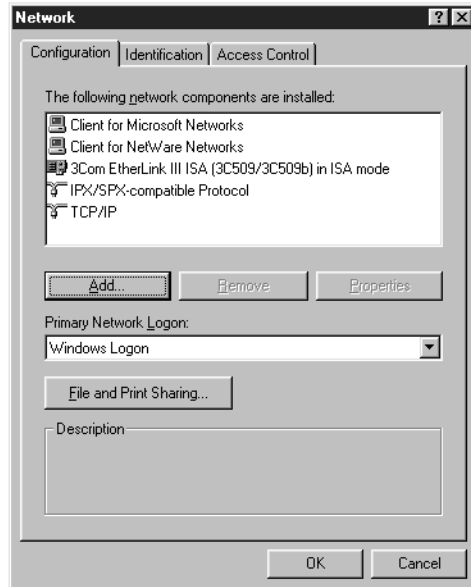 Network
Configuration Identification Access Control
The following network components are installed:
Client for Microsoft Networks
Client for NetWare Networks
3Com EtherLink III ISA (3C509/3C509b) in ISA mode
IPX/SPX-compatible Protocol
TCP/IP
Add... Remove Properties
Primary Network Logon:
Windows Logon
File and Print Sharing...
Description
OK Cancel